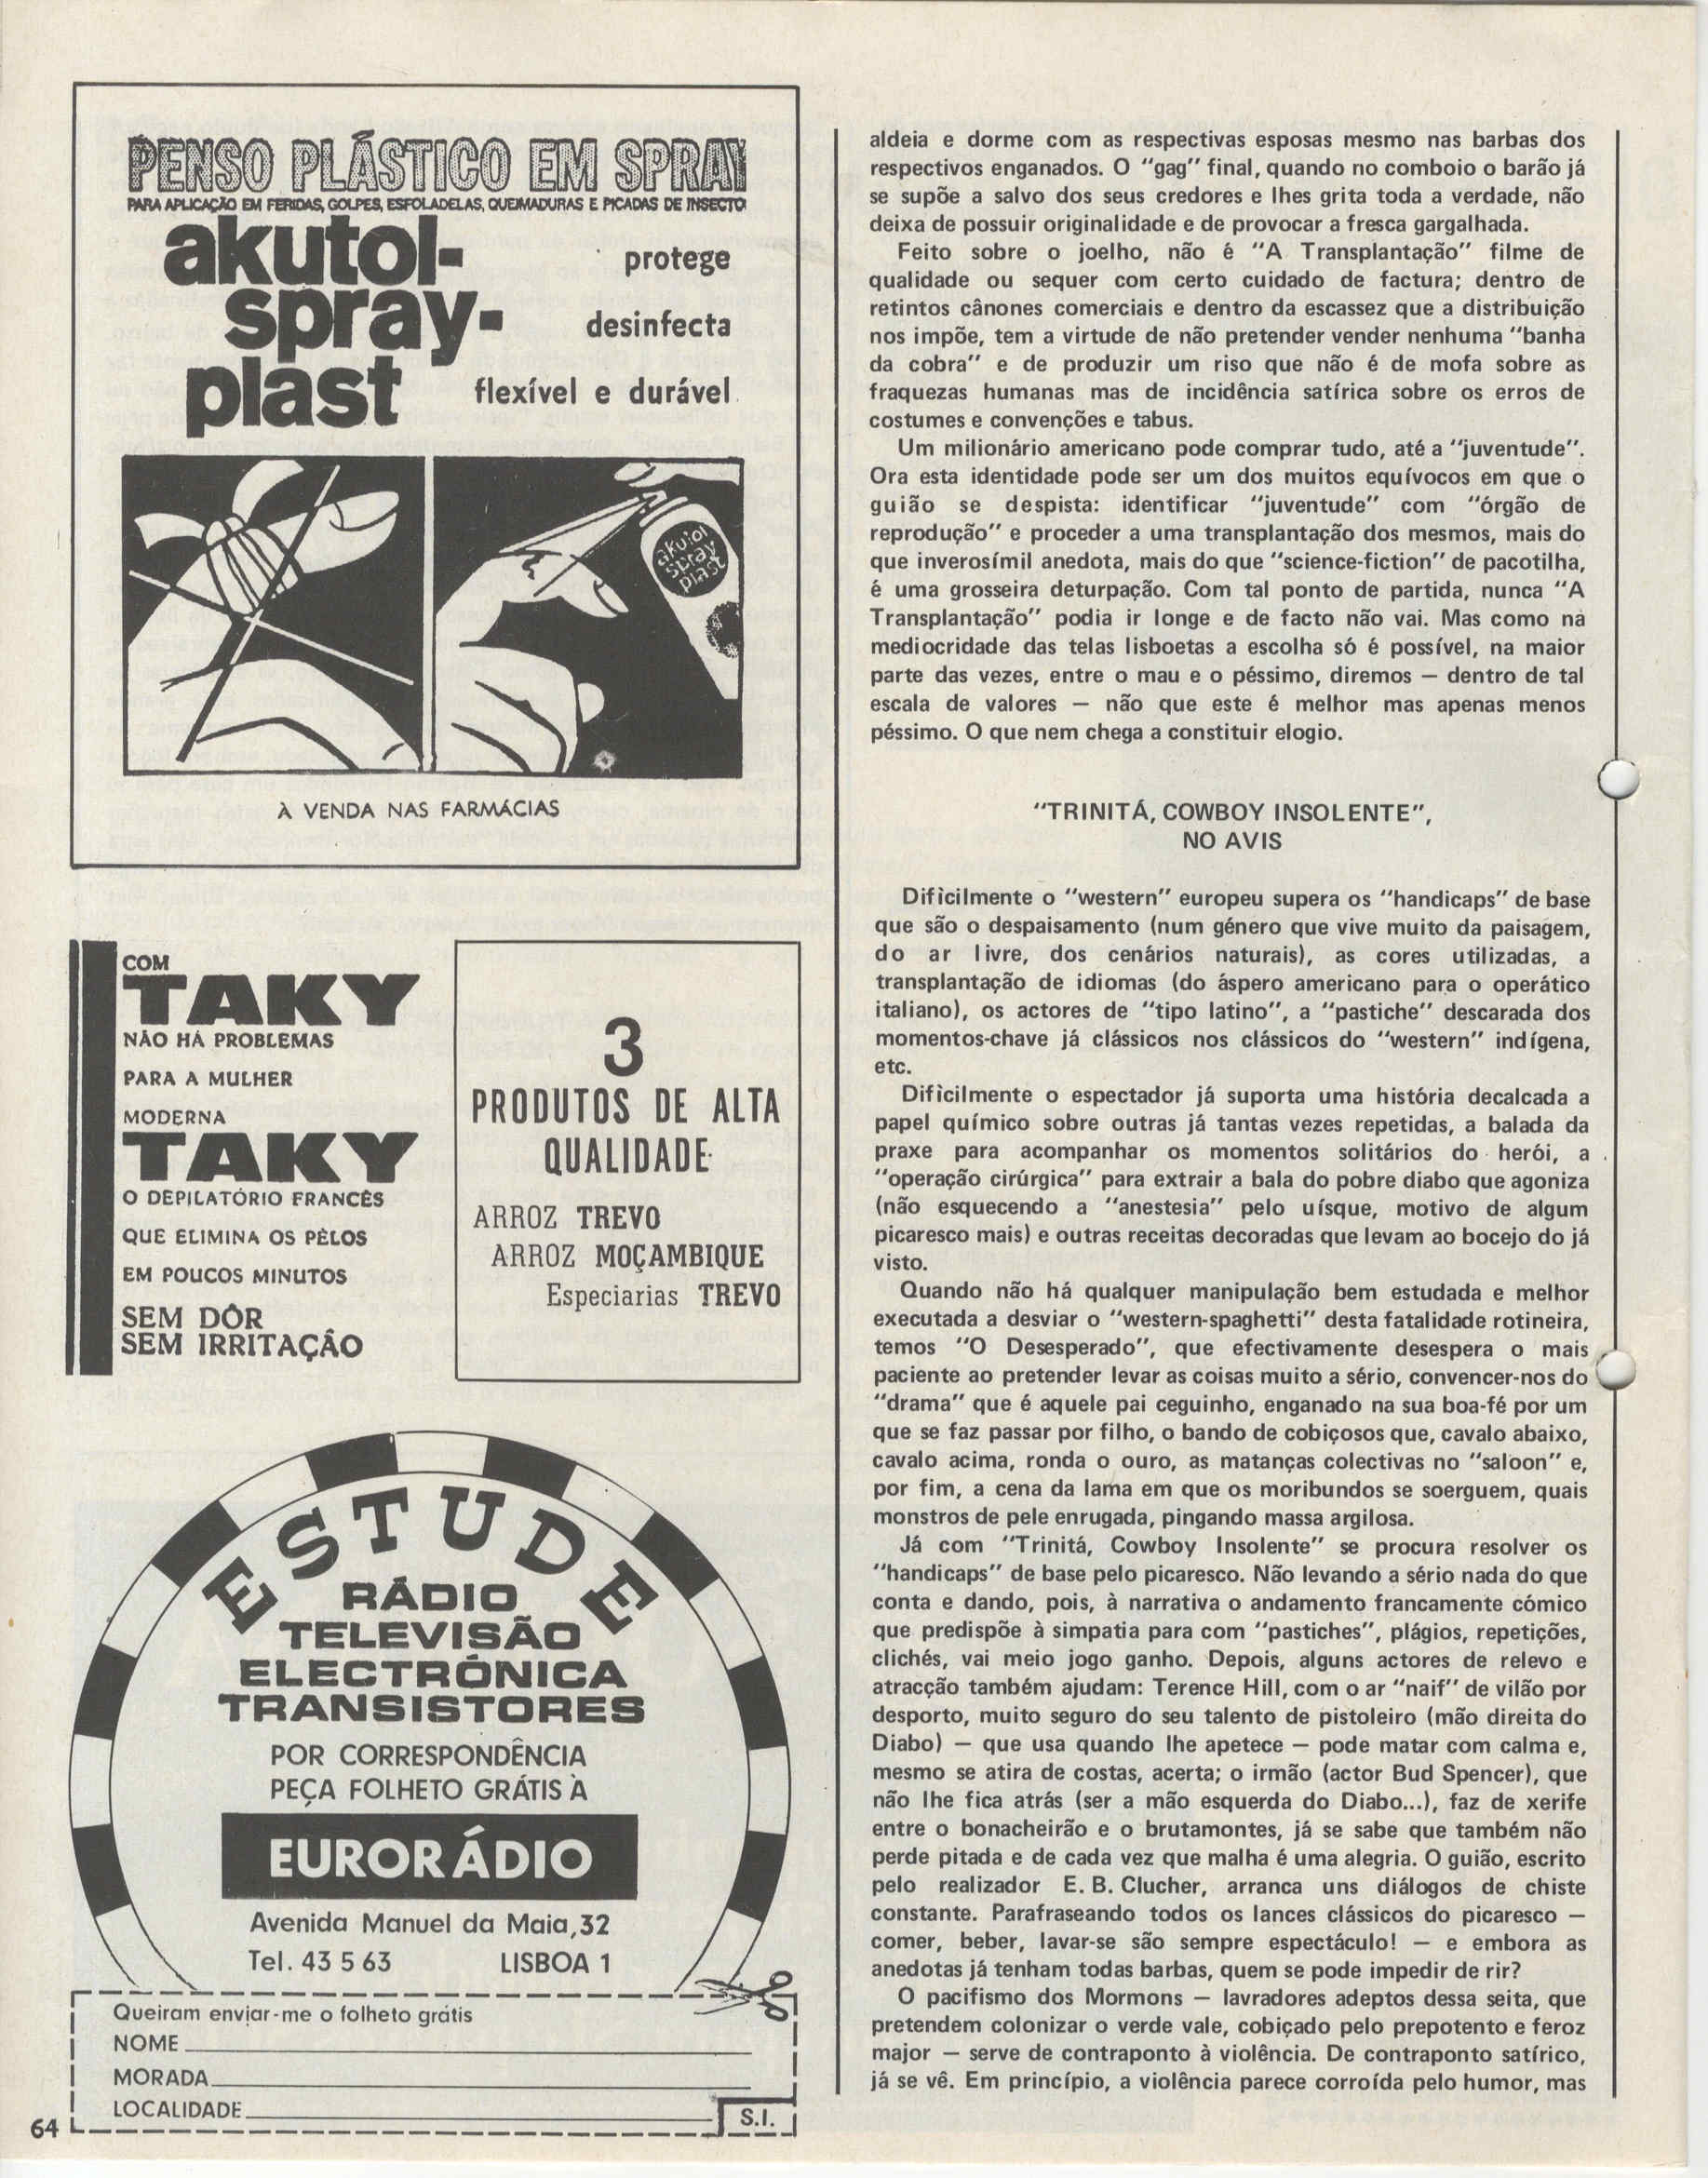 PENSO PLÁSTICO EM SPRAY
PARA APLICAÇÃO EM FERIDAS, GOLPES, ESFOLADELAS, QUEIMADURAS E PICADAS DE INSECTO
akutol-
spray-
plast
protege
desinfecta
flexível e durável
akutol
spray
plast
À VENDA NAS FARMÁCIAS
COM
TAKY
NÃO HÁ PROBLEMAS
PARA A MULHER
MODERNA
TAKY
O DEPILATÓRIO FRANCÊS
QUE ELIMINA OS PÊLOS
EM POUCOS MINUTOS
SEM DÔR
SEM IRRITAÇÃO
3
PRODUTOS DE ALTA
QUALIDADE
ARROZ TREVO
ARROZ MOÇAMBIQUE
Especiarias TREVO
ESTUDE
RÁDIO
TELEVISÃO
ELECTRÓNICA
TRANSISTORES
POR CORRESPONDÊNCIA
PEÇA FOLHETO GRÁTIS À
EURORÁDIO
Avenida Manuel da Maia,32
Tel. 43 5 63 LISBOA 1
Queiram enviar-me o folheto grátis
NOME
MORADA
LOCALIDADE
S.I.
64
aldeia e dorme com as respectivas esposas mesmo nas barbas dos
respectivos enganados. O "gag" final, quando no comboio o barão já
se supõe a salvo dos seus credores e lhes grita toda a verdade, não
deixa de possuir originalidade e de provocar a fresca gargalhada.
Feito sobre o joelho, não é "A Transplantação" filme de
qualidade ou sequer com certo cuidado de factura; dentro de
retintos cânones comerciais e dentro da escassez que a distribuição
nos impõe, tem a virtude de não pretender vender nenhuma "banha
da cobra" e de produzir um riso que não é de mofa sobre as
fraquezas humanas mas de incidência satírica sobre os erros de
costumes e convenções e tabus.
Um milionário americano pode comprar tudo, até a "juventude".
Ora esta identidade pode ser um dos muitos equívocos em que o
guião se despista: identificar "juventude" com "órgão de
reprodução" e proceder a uma transplantação dos mesmos, mais do
que inverosímil anedota, mais do que "science-fiction" de pacotilha,
é uma grosseira deturpação. Com tal ponto de partida, nunca "A
Transplantação" podia ir longe e de facto não vai. Mas como na
mediocridade das telas lisboetas a escolha só é possível, na maior
parte das vezes, entre o mau e o péssimo, diremos — dentro de tal
escala de valores — não que este é melhor mas apenas menos
péssimo. O que nem chega a constituir elogio.
"TRINITÁ, COWBOY INSOLENTE",
NO AVIS
Difìcilmente o "western" europeu supera os "handicaps" de base
que são o despaisamento (num género que vive muito da paisagem,
do ar livre, dos cenários naturais), as cores utilizadas, a
transplantação de idiomas (do áspero americano para o operático
italiano), os actores de "tipo latino", a "pastiche" descarada dos
momentos-chave já clássicos nos clássicos do "western" indígena,
etc.
Difìcilmente o espectador já suporta uma história decalcada a
papel químico sobre outras já tantas vezes repetidas, a balada da
praxe para acompanhar os momentos solitários do herói, a
"operação cirúrgica" para extrair a bala do pobre diabo que agoniza
(não esquecendo a "anestesia" pelo uísque, motivo de algum
picaresco mais) e outras receitas decoradas que levam ao bocejo do já
visto.
Quando não há qualquer manipulação bem estudada e melhor
executada a desviar o "western-spaghetti" desta fatalidade rotineira,
temos "O Desesperado", que efectivamente desespera o mais
paciente ao pretender levar as coisas muito a sério, convencer-nos do
"drama" que é aquele pai ceguinho, enganado na sua boa-fé por um
que se faz passar por filho, o bando de cobiçosos que, cavalo abaixo,
cavalo acima, ronda o ouro, as matanças colectivas no "saloon" e,
por fim, a cena da lama em que os moribundos se soerguem, quais
monstros de pele enrugada, pingando massa argilosa.
Já com "Trinitá, Cowboy Insolente" se procura resolver os
"handicaps" de base pelo picaresco. Não levando a sério nada do que
conta e dando, pois, à narrativa o andamento francamente cómico
que predispõe à simpatia para com "pastiches", plágios, repetições,
clichés, vai meio jogo ganho. Depois, alguns actores de relevo e
atracção também ajudam: Terence Hill, com o ar "naif" de vilão por
desporto, muito seguro do seu talento de pistoleiro (mão direita do
Diabo) — que usa quando lhe apetece — pode matar com calma e,
mesmo se atira de costas, acerta; o irmão (actor Bud Spencer), que
não lhe fica atrás (ser a mão esquerda do Diabo...), faz de xerife
entre o bonacheirão e o brutamontes, já se sabe que também não
perde pitada e de cada vez que malha é uma alegria. O guião, escrito
pelo realizador E. B. Clucher, arranca uns diálogos de chiste
constante. Parafraseando todos os lances clássicos do picaresco —
comer, beber, lavar-se são sempre espectáculo! — e embora as
anedotas já tenham todas barbas, quem se pode impedir de rir?
O pacifismo dos Mormons — lavradores adeptos dessa seita, que
pretendem colonizar o verde vale, cobiçado pelo prepotento e feroz
major — serve de contraponto à violência. De contraponto satírico,
já se vê. Em princípio, a violência parece corroída pelo humor, mas